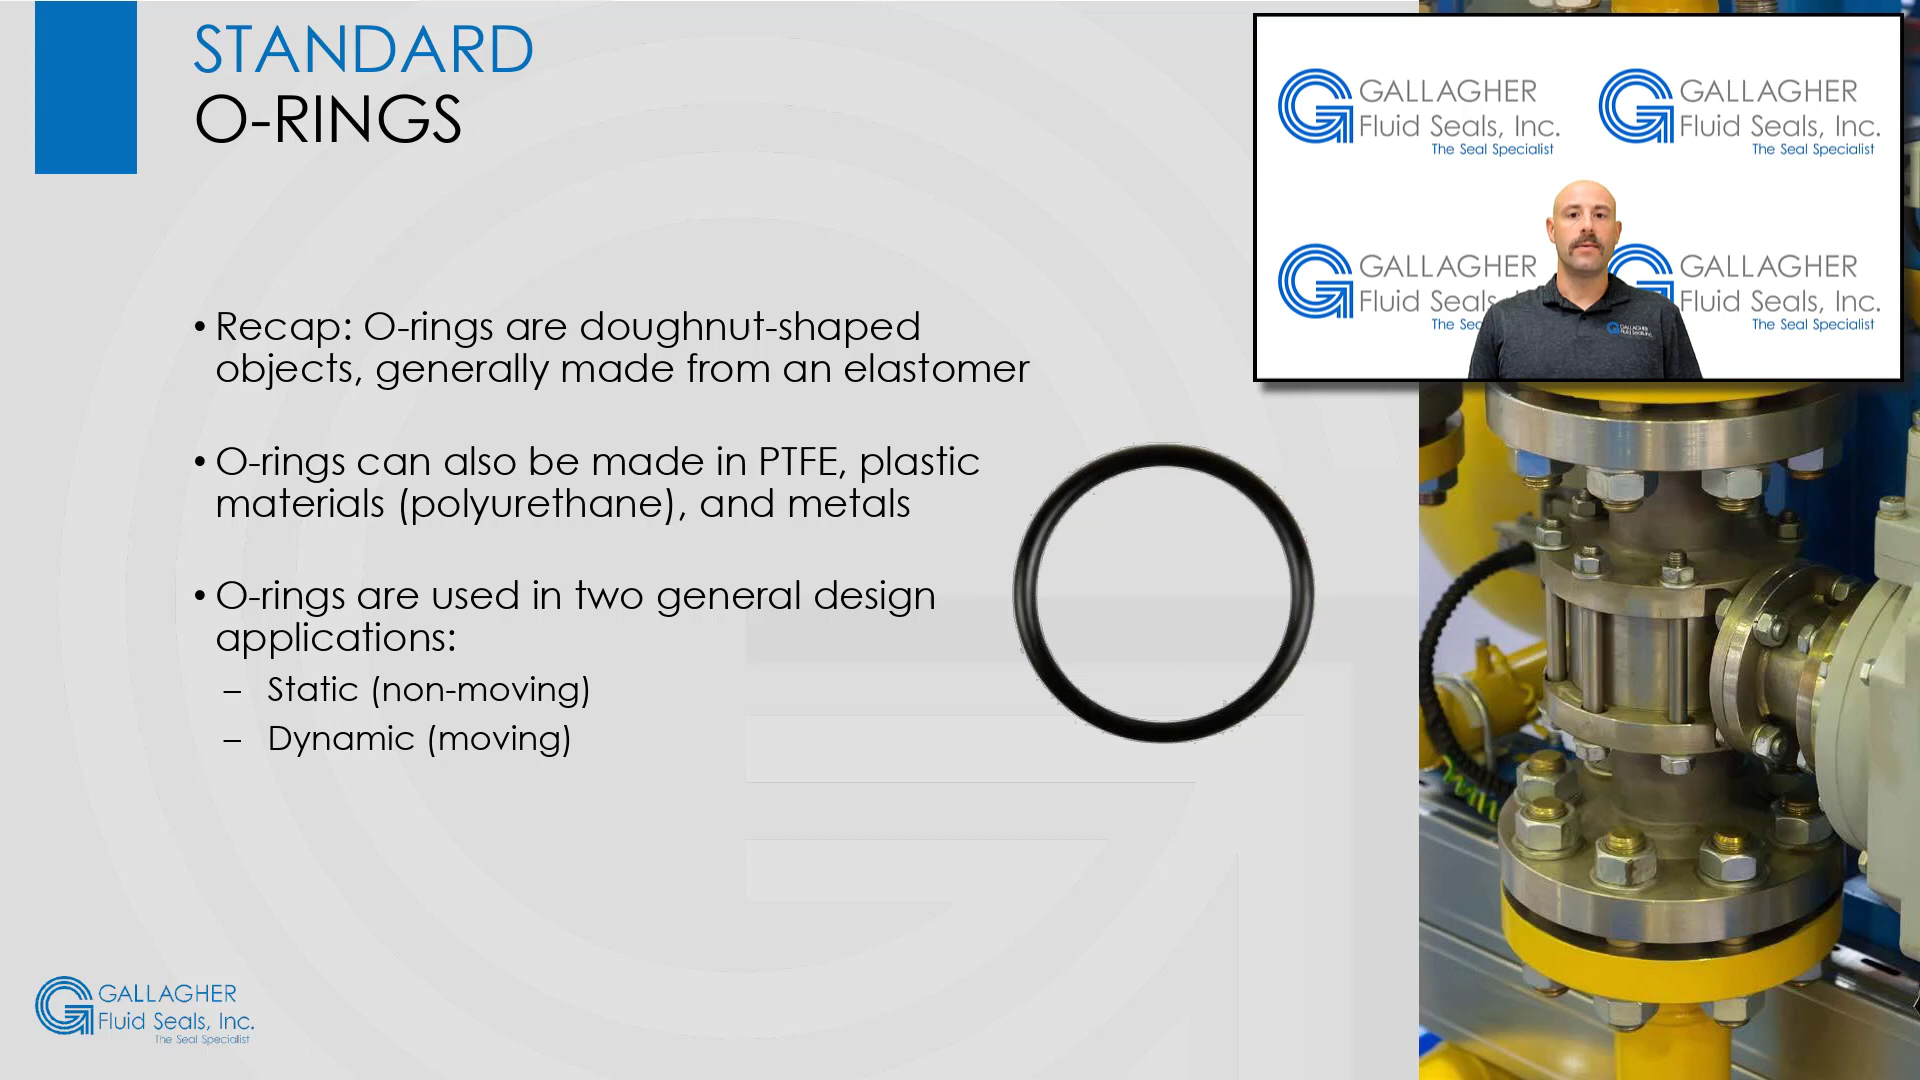 STANDARD
O-RINGS
• Recap: O-rings are doughnut-shaped
objects, generally made from an elastomer
• O-rings can also be made in PTFE, plastic
materials (polyurethane), and metals
• O-rings are used in two general design
applications:
– Static (non-moving)
– Dynamic (moving)
GALLAGHER
Fluid Seals, Inc.
The Seal Specialist
GALLAGHER
Fluid Seals, Inc.
The Seal Specialist
GALLAGHER
Fluid Seals
The Sea
GALLAGHER
Fluid Seals, Inc.
The Seal Specialist
GALLAGHER
GALLAGHER
Fluid Seals, Inc.
The Seal Specialist